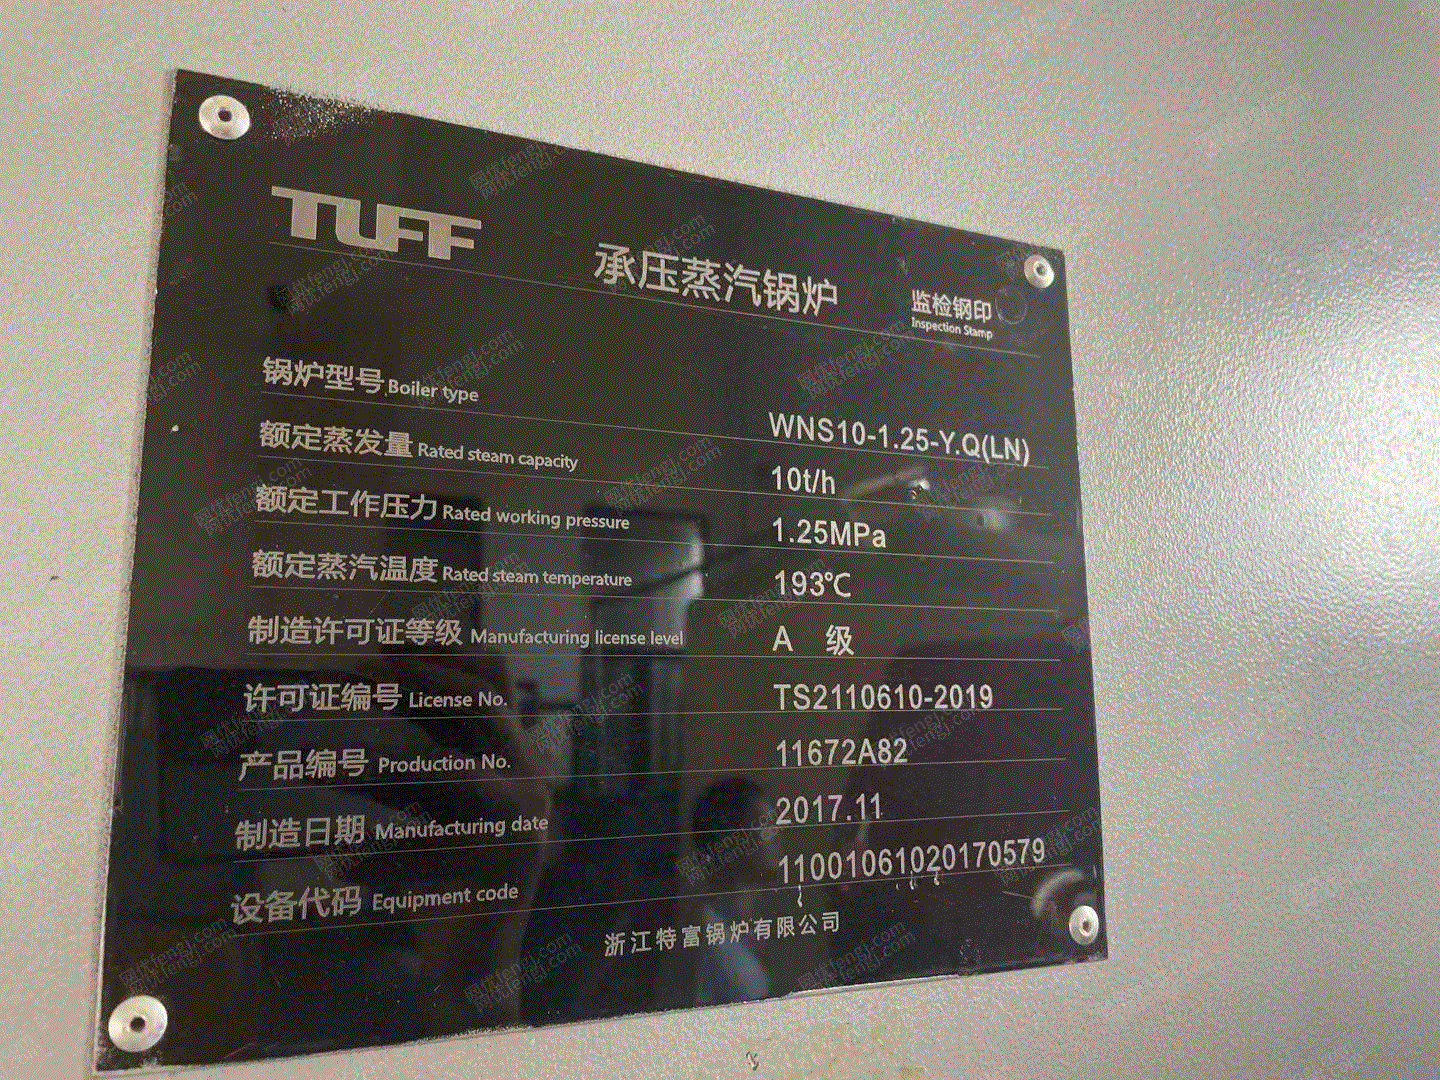 TUFF
承压蒸汽锅炉
监检钢印
Inspection Stamp
锅炉型号 Boiler type WNS10-1.25-Y.Q(LN)
额定蒸发量 Rated steam capacity 10t/h
额定工作压力 Rated working pressure 1.25MPa
额定蒸汽温度 Rated steam temperature 193℃
制造许可证等级 Manufacturing license level A 级
许可证编号 License No. TS2110610-2019
产品编号 Production No. 11672A82
制造日期 Manufacturing date 2017.11
设备代码 Equipment code 11001061020170579
浙江特富锅炉有限公司